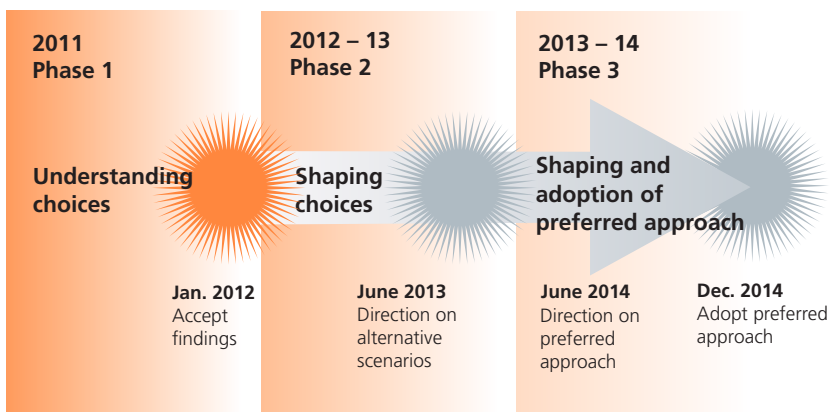 2011
Phase 1
2012 – 13
Phase 2
2013 – 14
Phase 3
Understanding
choices
Shaping
choices
Shaping and
adoption of
preferred approach
Jan. 2012
Accept
findings
June 2013
Direction on
alternative
scenarios
June 2014
Direction on
preferred
approach
Dec. 2014
Adopt preferred
approach